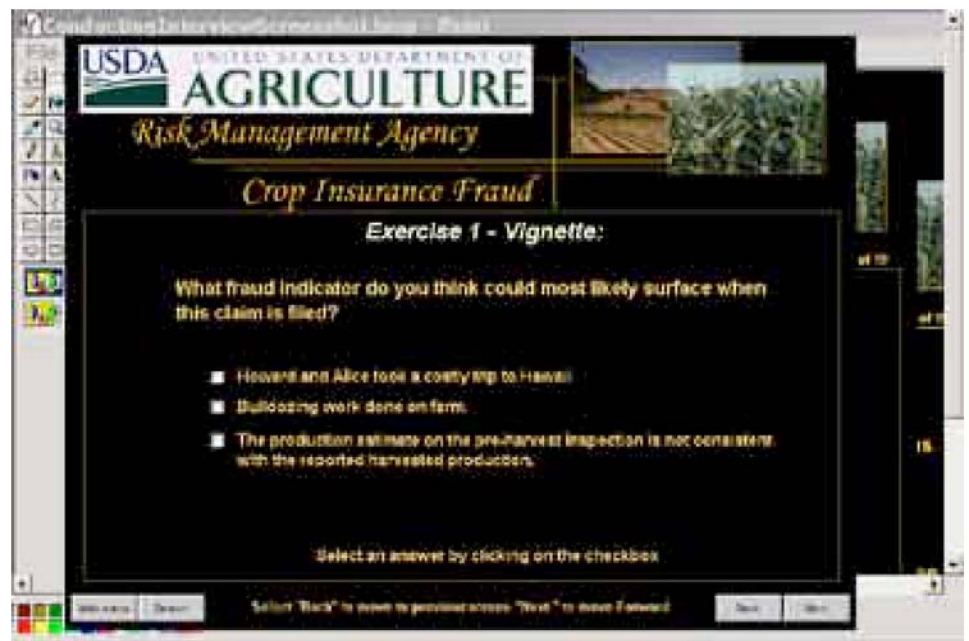 USDA UNITED STATES DEPARTMENT OF
AGRICULTURE
Risk Management Agency
Crop Insurance Fraud
Exercise 1 - Vignette:
What fraud indicator do you think could most likely surface when
this claim is filed?
Howard and Alice took a costly trip to Hawaii
Bulldozing work done on farm.
The production estimate on the pre-harvest inspection is not consistent
with the reported harvested production.
Select an answer by clicking on the checkbox
Select "Back" to move to previous screen "Next" to move Forward
Back Next